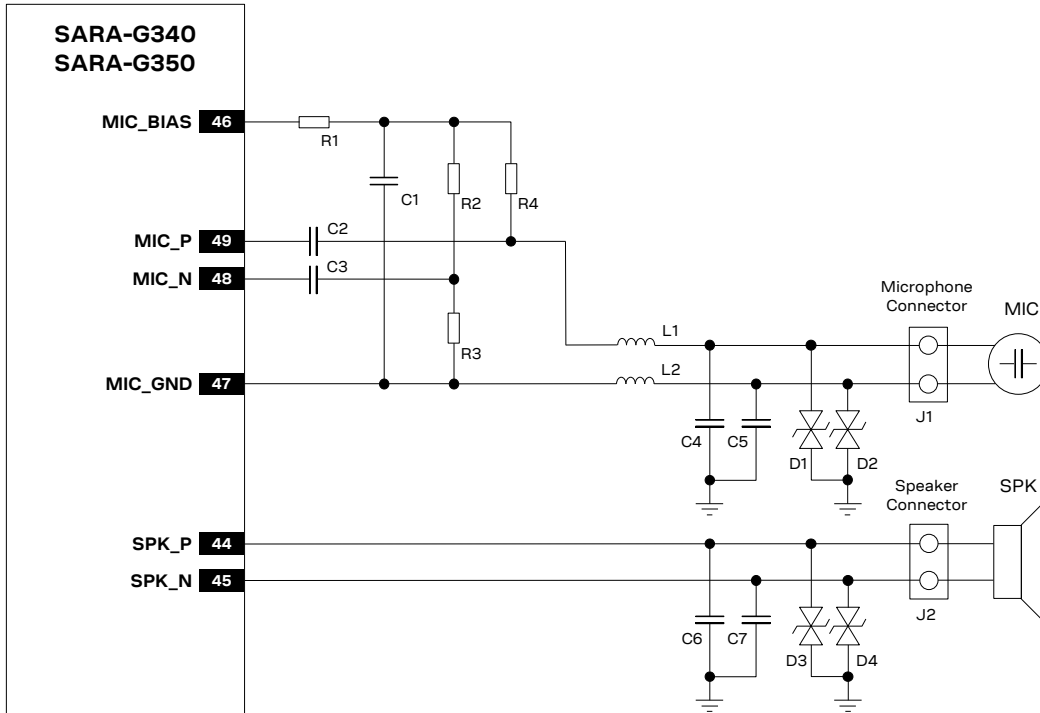 SARA-G340
SARA-G350
MIC_BIAS 46
R1
C1
R2
R4
MIC_P 49
C2
MIC_N 48
C3
R3
MIC_GND 47
L1
L2
Microphone
Connector
MIC
J1
C4
C5
D1
D2
Speaker
Connector
SPK
SPK_P 44
SPK_N 45
J2
C6
C7
D3
D4